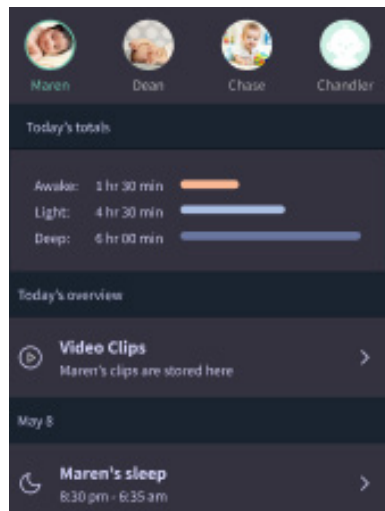 Maren Dean Chase Chandler
Today's totals
Awake: 1 hr 30 min
Light: 4 hr 30 min
Deep: 6 hr 00 min
Today's overview
Video Clips
Maren's clips are stored here
May 8
Maren's sleep
8:30 pm - 6:35 am